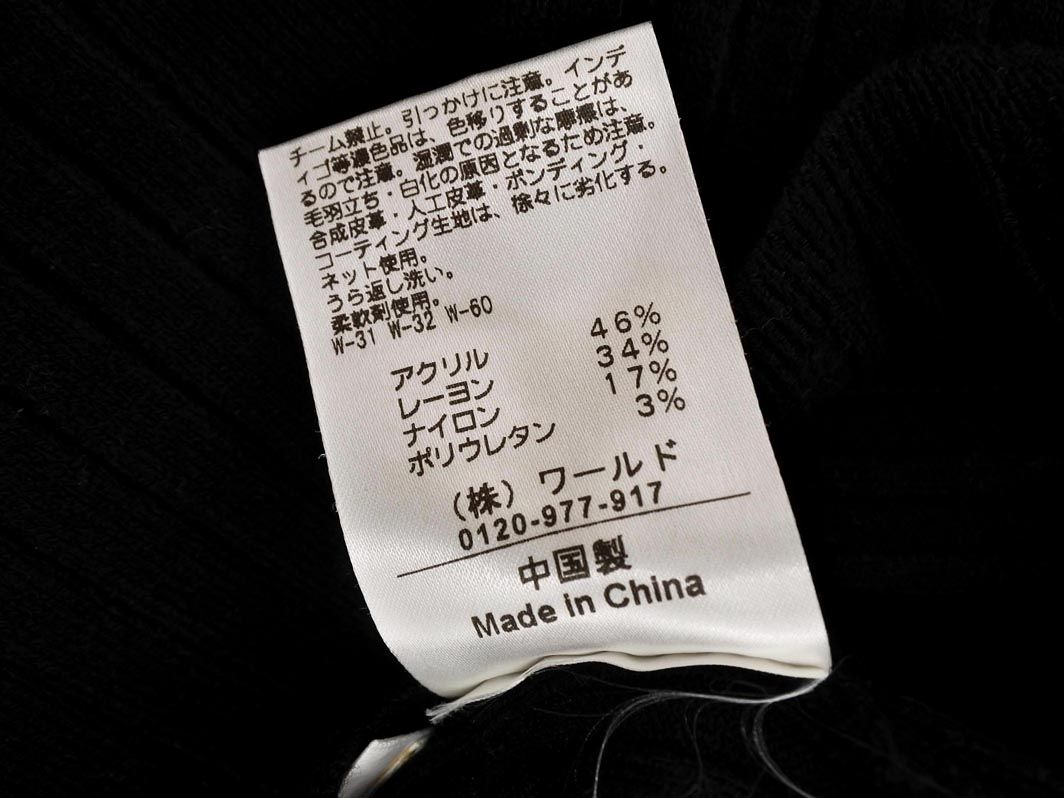 チーム禁止。引つかけに注意。インデ
ィゴ等濃色品は、色移りすることがあ
るので注意。湿潤での過剰な摩擦は、
毛羽立ち・白化の原因となるため注意。
合成皮革・人工皮革・ボンディング・
コーティング生地は、徐々に劣化する。
ネット使用。
うら返し洗い。
柔軟剤使用。
W-31 W-32 W-60
アクリル 46%
レーヨン 34%
ナイロン 17%
ポリウレタン 3%
(株) ワールド
0120-977-917
中国製
Made in China